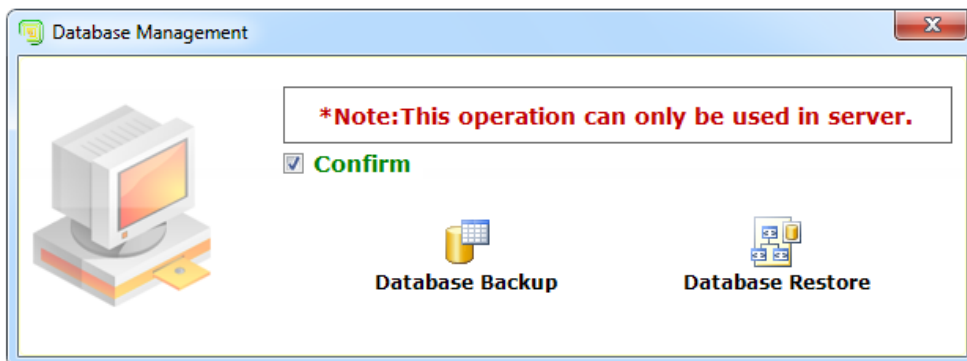 Database Management
*Note:This operation can only be used in server.
Confirm
Database Backup
Database Restore